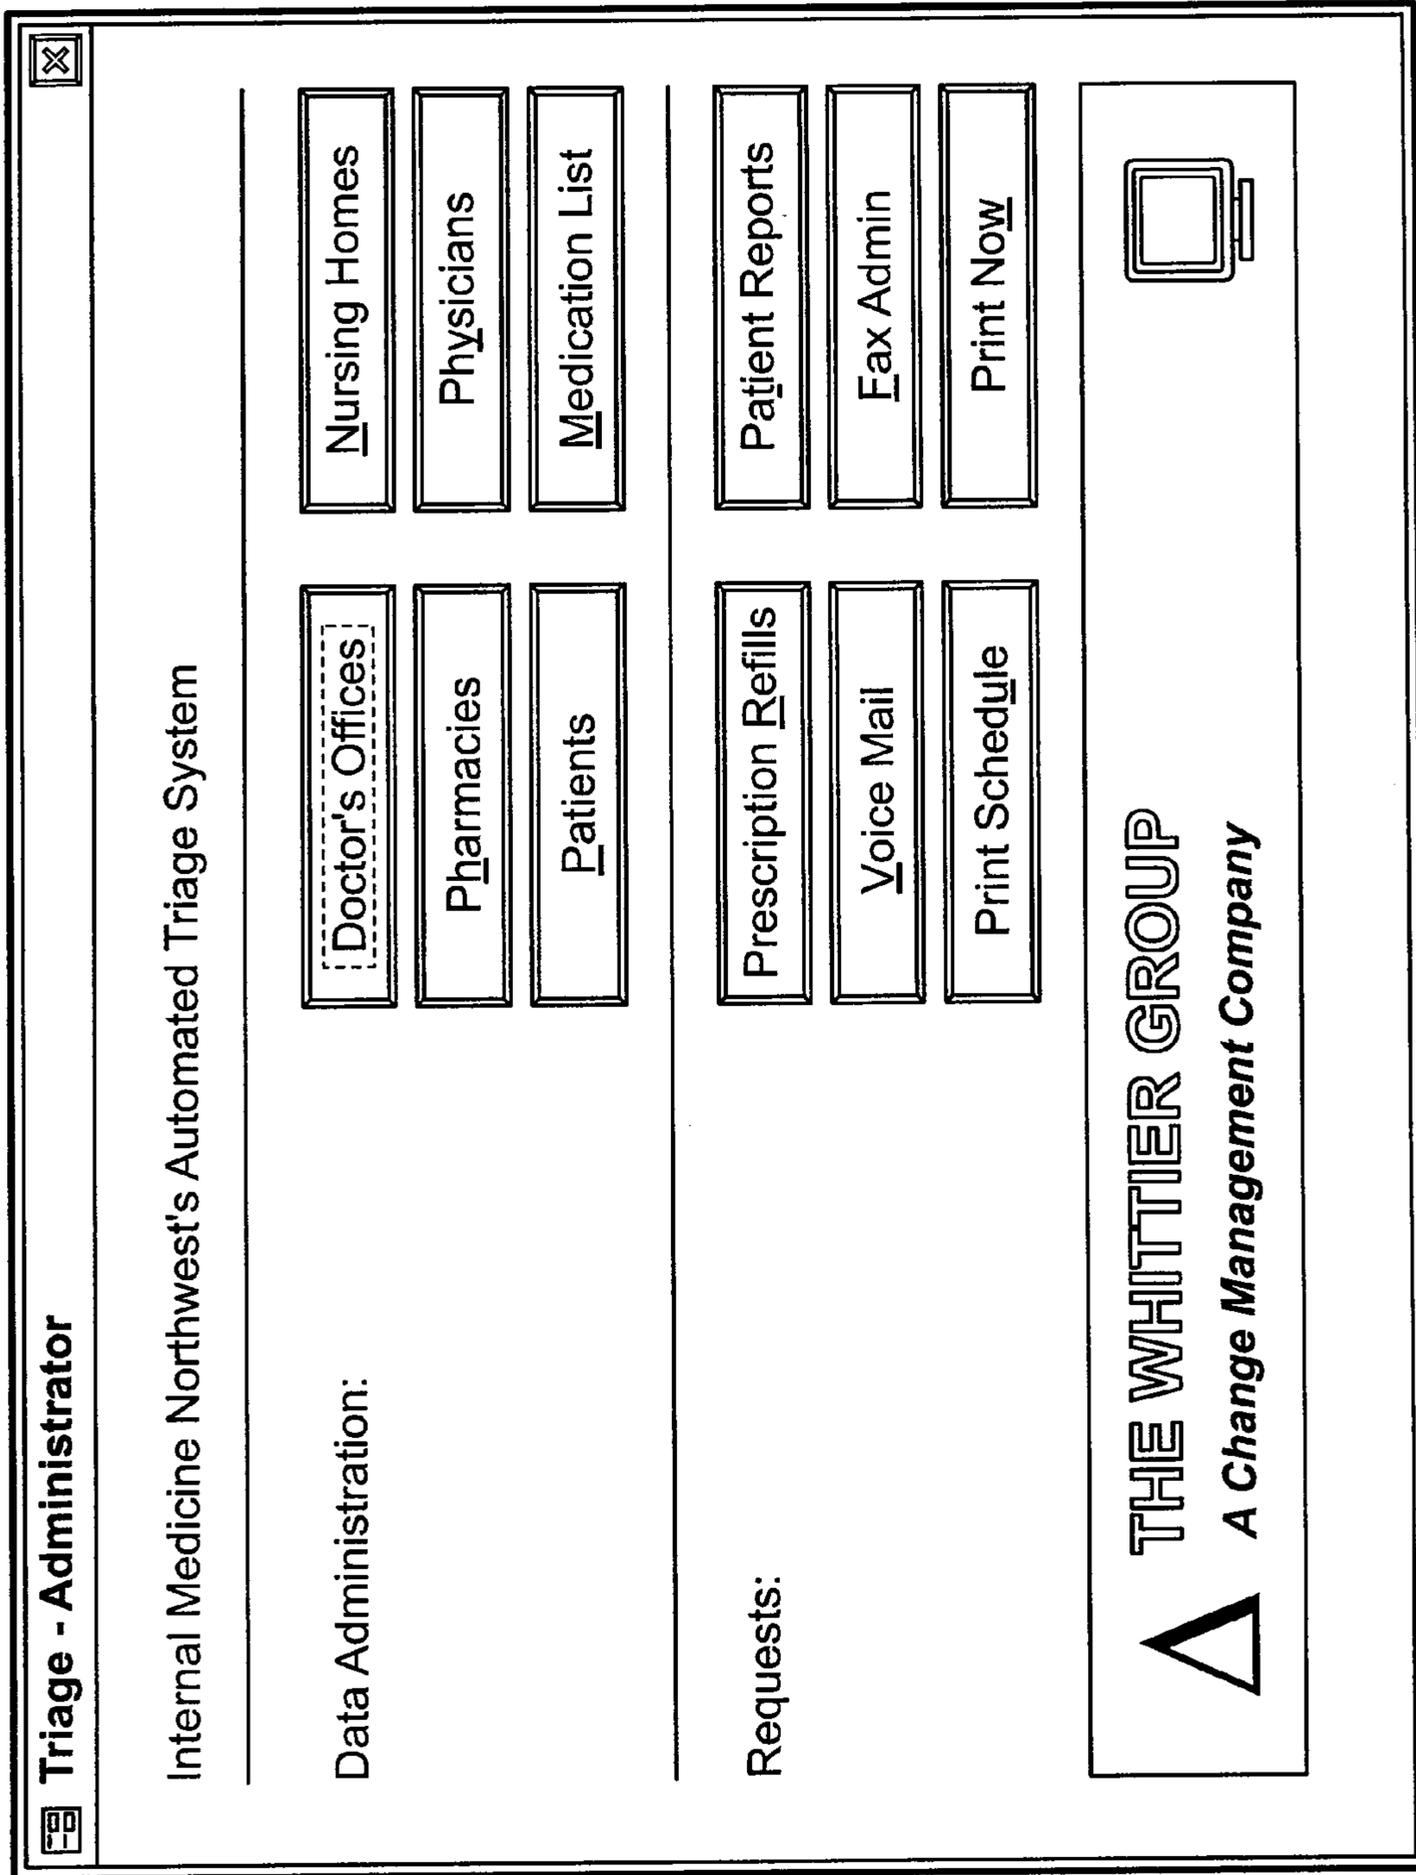 Triage - Administrator
Internal Medicine Northwest's Automated Triage System
Data Administration:
Doctor's Offices
Nursing Homes
Pharmacies
Physicians
Patients
Medication List
Requests:
Prescription Refills
Patient Reports
Voice Mail
Fax Admin
Print Schedule
Print Now
THE WHITTIER GROUP
A Change Management Company